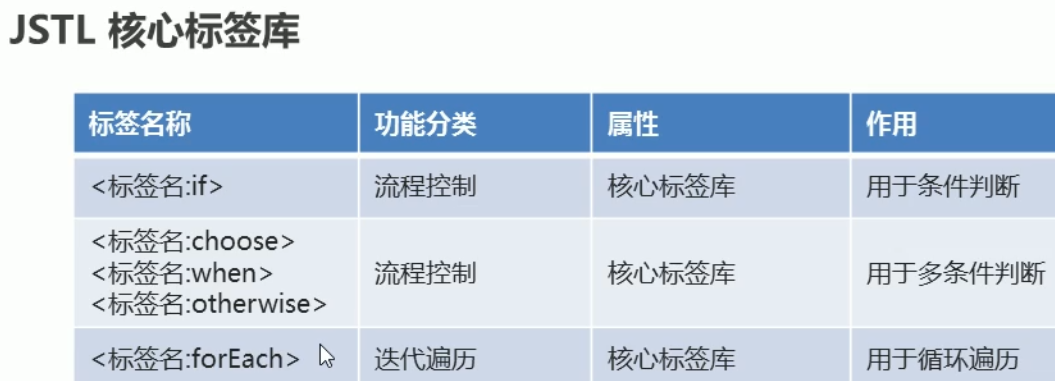 JSTL 核心标签库
标签名称 功能分类 属性 作用
<标签名:if> 流程控制 核心标签库 用于条件判断
<标签名:choose>
<标签名:when> 流程控制 核心标签库 用于多条件判断
<标签名:otherwise>
<标签名:forEach> 迭代遍历 核心标签库 用于循环遍历